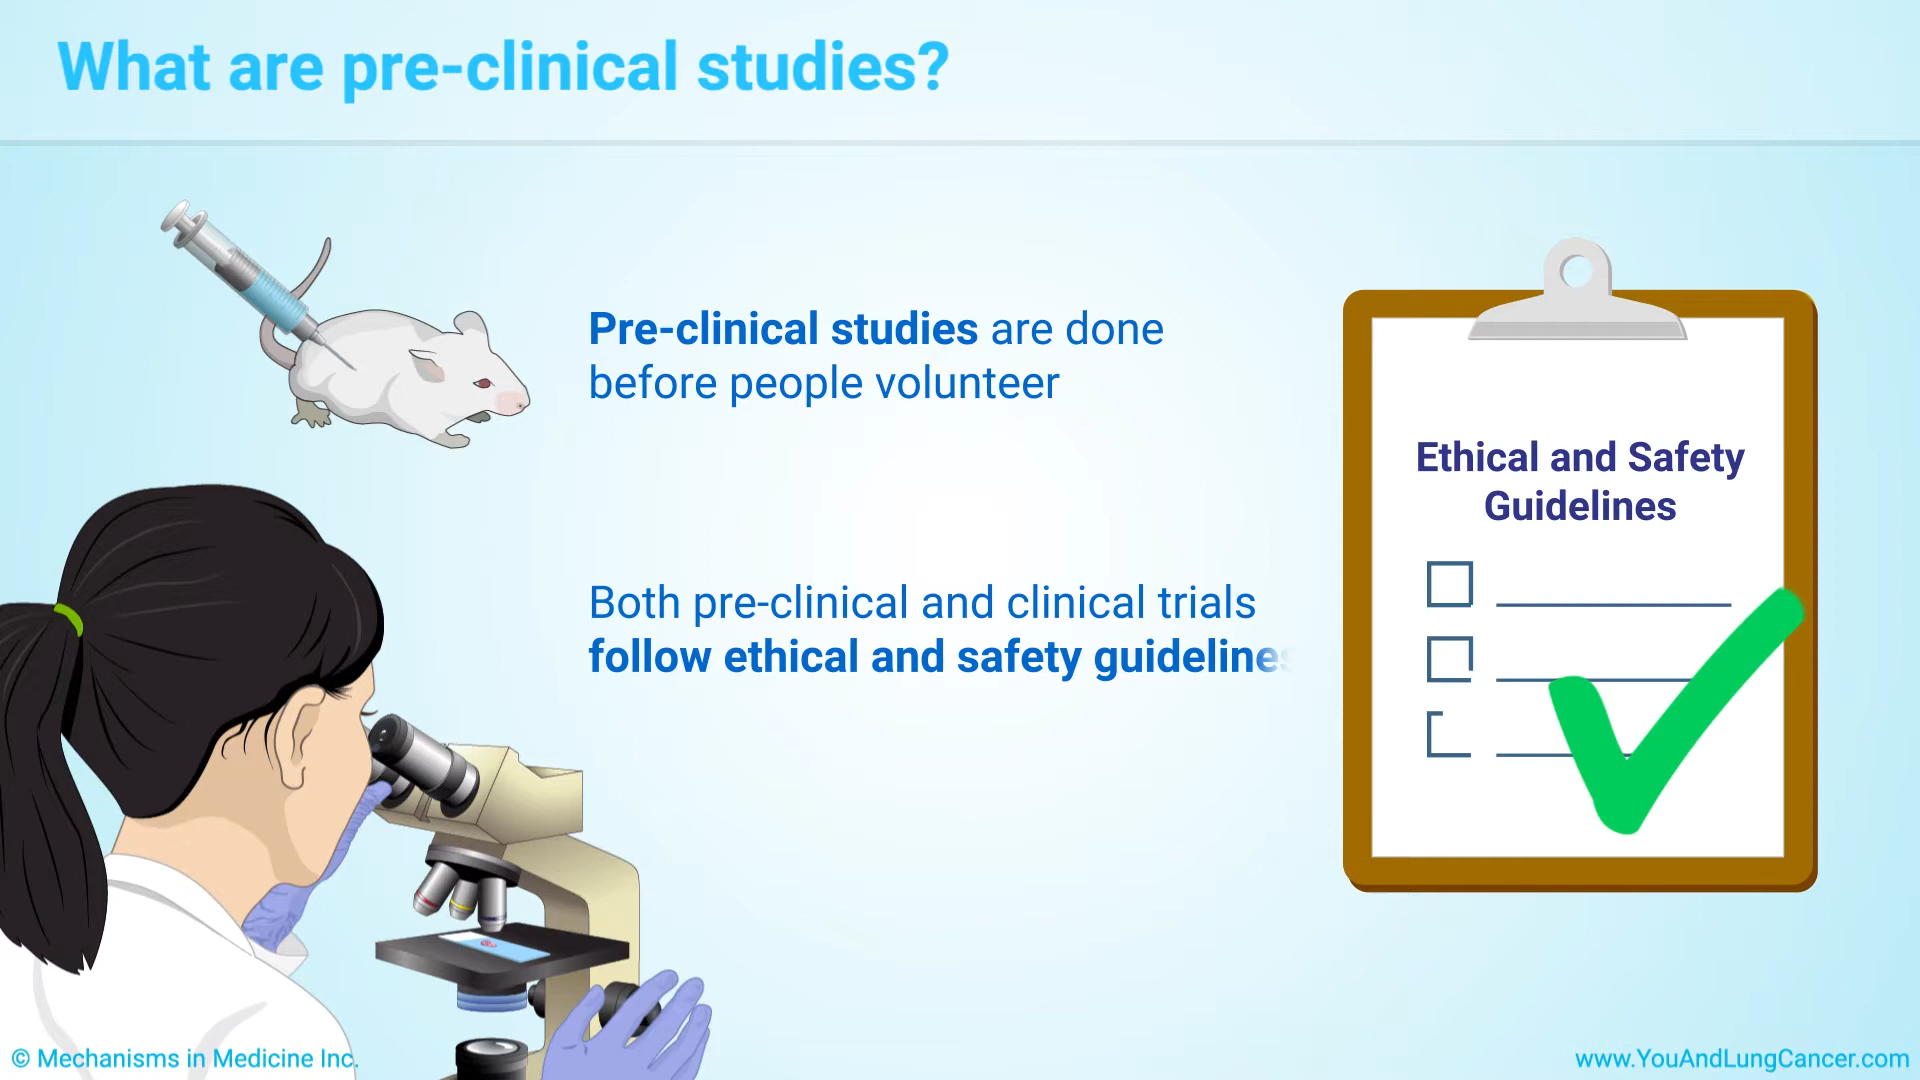 What are pre-clinical studies?
Pre-clinical studies are done
before people volunteer
Both pre-clinical and clinical trials
follow ethical and safety guidelines
Ethical and Safety
Guidelines
© Mechanisms in Medicine Inc.
www.YouAndLungCancer.com